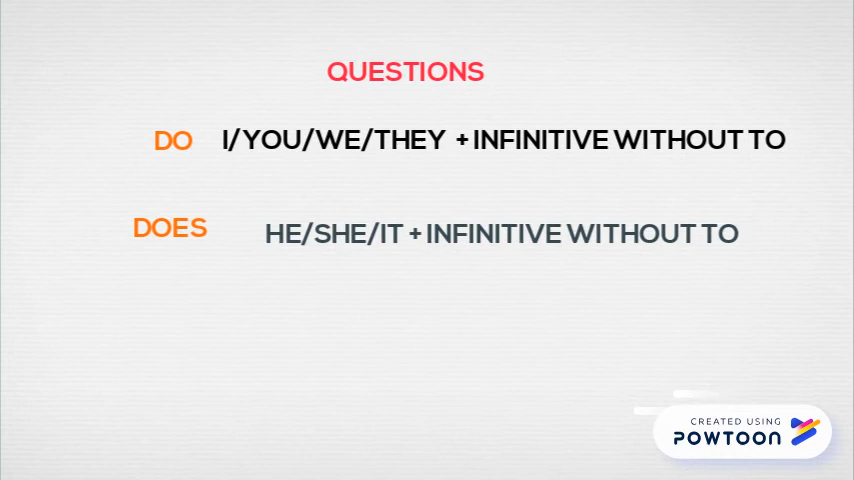 QUESTIONS
DO I/YOU/WE/THEY + INFINITIVE WITHOUT TO
DOES HE/SHE/IT + INFINITIVE WITHOUT TO
CREATED USING
POWTOON